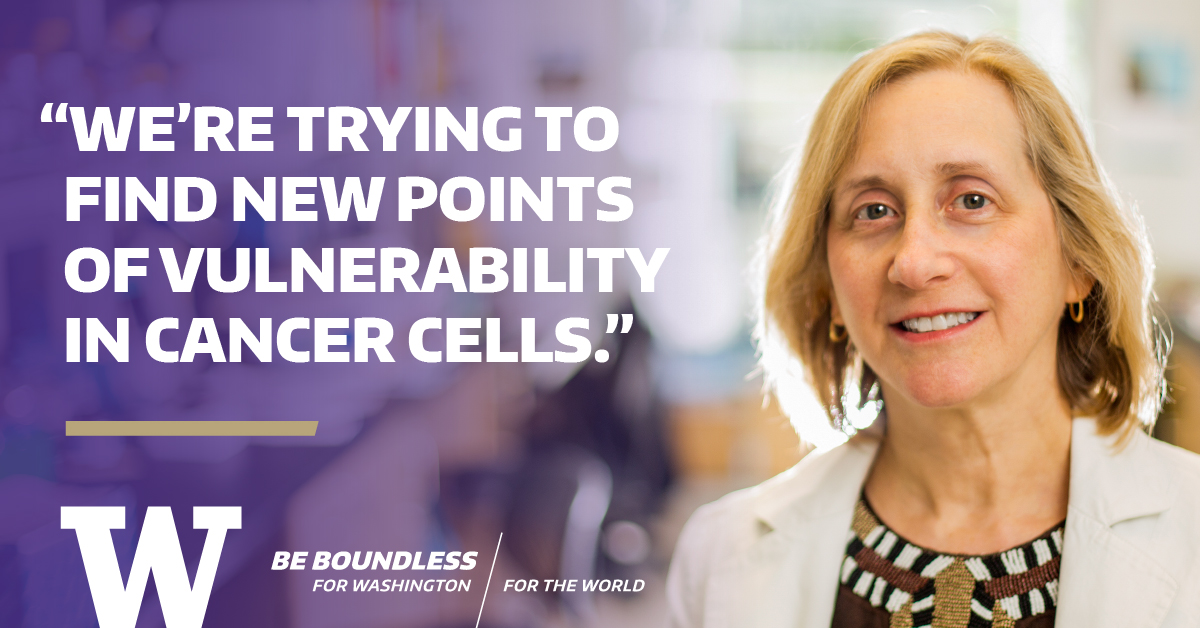 “WE’RE TRYING TO
FIND NEW POINTS
OF VULNERABILITY
IN CANCER CELLS.”
W
BE BOUNDLESS
FOR WASHINGTON
FOR THE WORLD